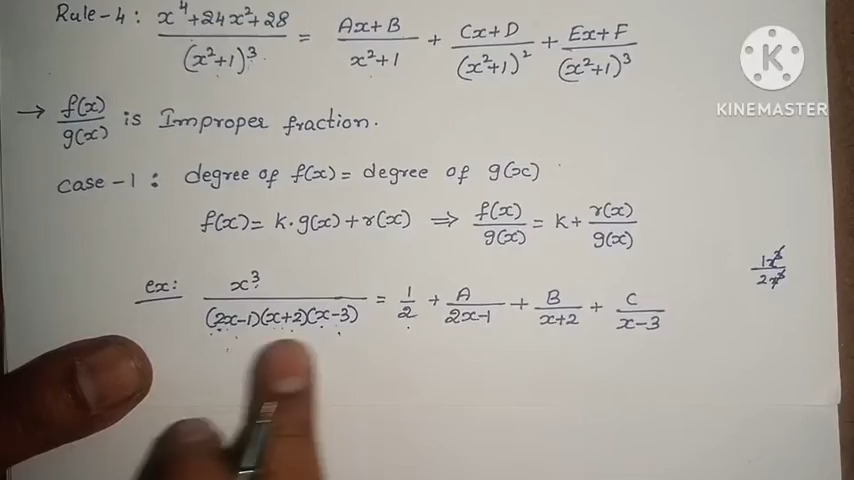 Rule-4: x⁴+24x²+28 / (x²+1)³ = Ax+B / x²+1 + Cx+D / (x²+1)² + Ex+F / (x²+1)³
K
KINEMASTER
→ f(x)/g(x) is Improper fraction.
case-1: degree of f(x) = degree of g(x)
f(x) = k·g(x)+r(x) ⇒ f(x)/g(x) = k + r(x)/g(x)
1x³/2x³
ex: x³ / (2x-1)(x+2)(x-3) = 1/2 + A/2x-1 + B/x+2 + C/x-3